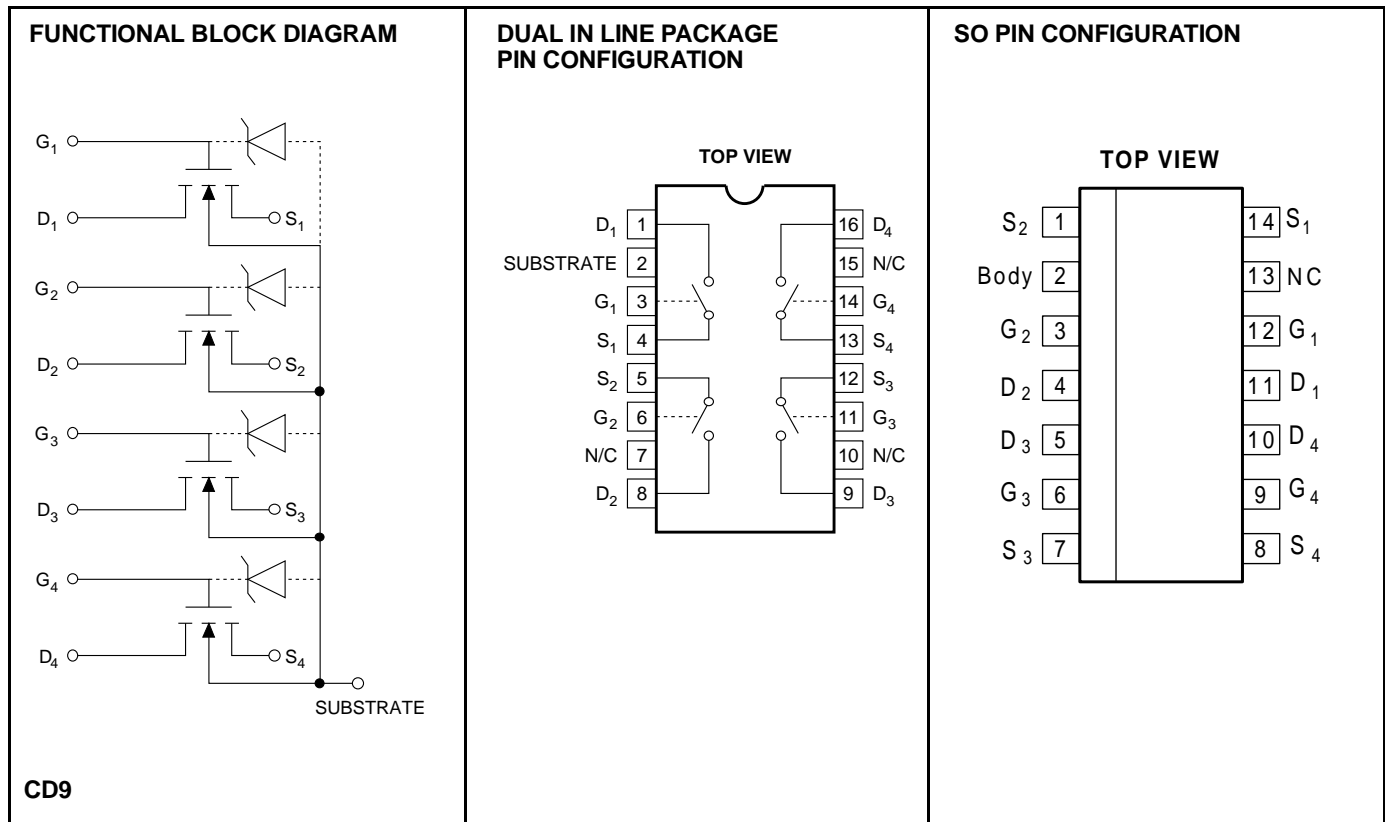 FUNCTIONAL BLOCK DIAGRAM
G1
D1
S1
G2
D2
S2
G3
D3
S3
G4
D4
S4
SUBSTRATE
CD9
DUAL IN LINE PACKAGE
PIN CONFIGURATION
TOP VIEW
D1 1 16 D4
SUBSTRATE 2 15 N/C
G1 3 14 G4
S1 4 13 S4
S2 5 12 S3
G2 6 11 G3
N/C 7 10 N/C
D2 8 9 D3
SO PIN CONFIGURATION
TOP VIEW
S2 1 14 S1
Body 2 13 NC
G2 3 12 G1
D2 4 11 D1
D3 5 10 D4
G3 6 9 G4
S3 7 8 S4